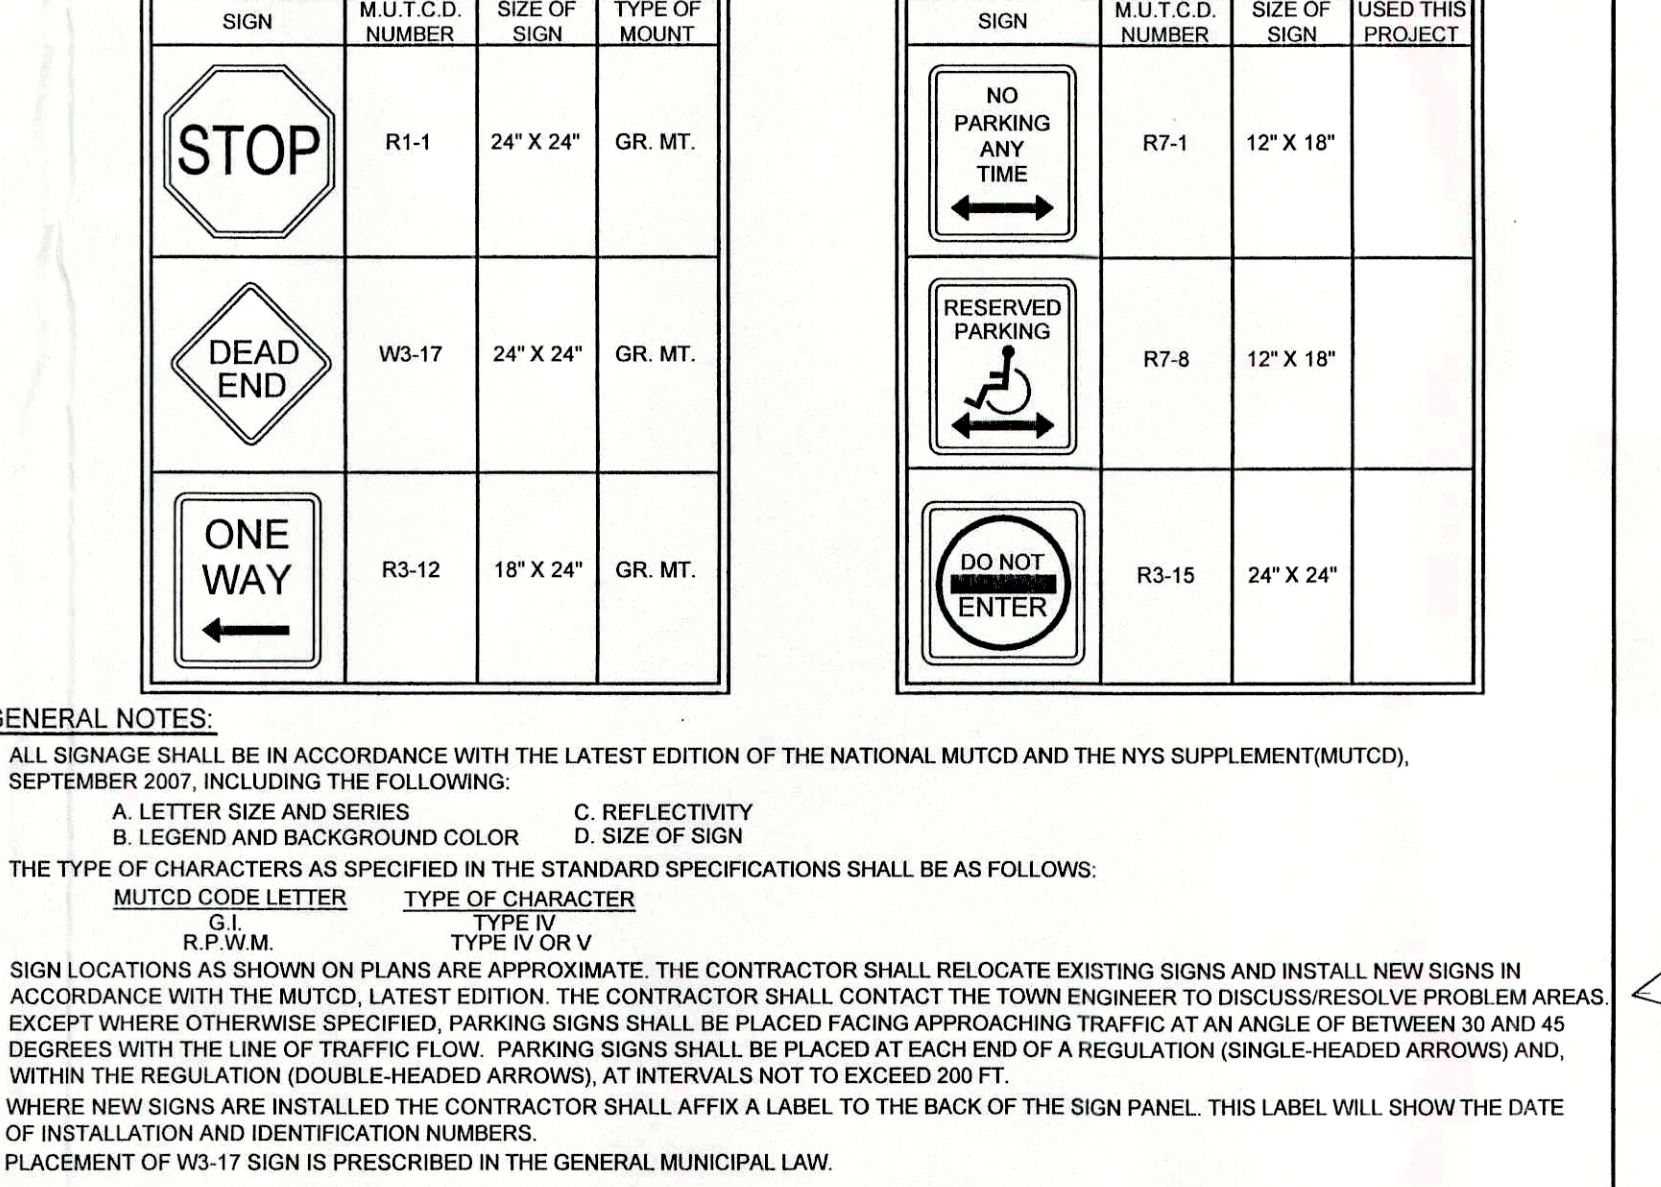 SIGN M.U.T.C.D. NUMBER SIZE OF SIGN TYPE OF MOUNT
STOP R1-1 24" X 24" GR. MT.
DEAD END W3-17 24" X 24" GR. MT.
ONE WAY R3-12 18" X 24" GR. MT.
SIGN M.U.T.C.D. NUMBER SIZE OF SIGN USED THIS PROJECT
NO PARKING ANY TIME R7-1 12" X 18"
RESERVED PARKING R7-8 12" X 18"
DO NOT ENTER R3-15 24" X 24"
GENERAL NOTES:
ALL SIGNAGE SHALL BE IN ACCORDANCE WITH THE LATEST EDITION OF THE NATIONAL MUTCD AND THE NYS SUPPLEMENT(MUTCD),
SEPTEMBER 2007, INCLUDING THE FOLLOWING:
A. LETTER SIZE AND SERIES C. REFLECTIVITY
B. LEGEND AND BACKGROUND COLOR D. SIZE OF SIGN
THE TYPE OF CHARACTERS AS SPECIFIED IN THE STANDARD SPECIFICATIONS SHALL BE AS FOLLOWS:
MUTCD CODE LETTER TYPE OF CHARACTER
G.I. TYPE IV
R.P.W.M. TYPE IV OR V
SIGN LOCATIONS AS SHOWN ON PLANS ARE APPROXIMATE. THE CONTRACTOR SHALL RELOCATE EXISTING SIGNS AND INSTALL NEW SIGNS IN
ACCORDANCE WITH THE MUTCD, LATEST EDITION. THE CONTRACTOR SHALL CONTACT THE TOWN ENGINEER TO DISCUSS/RESOLVE PROBLEM AREAS.
EXCEPT WHERE OTHERWISE SPECIFIED, PARKING SIGNS SHALL BE PLACED FACING APPROACHING TRAFFIC AT AN ANGLE OF BETWEEN 30 AND 45
DEGREES WITH THE LINE OF TRAFFIC FLOW. PARKING SIGNS SHALL BE PLACED AT EACH END OF A REGULATION (SINGLE-HEADED ARROWS) AND,
WITHIN THE REGULATION (DOUBLE-HEADED ARROWS), AT INTERVALS NOT TO EXCEED 200 FT.
WHERE NEW SIGNS ARE INSTALLED THE CONTRACTOR SHALL AFFIX A LABEL TO THE BACK OF THE SIGN PANEL. THIS LABEL WILL SHOW THE DATE
OF INSTALLATION AND IDENTIFICATION NUMBERS.
PLACEMENT OF W3-17 SIGN IS PRESCRIBED IN THE GENERAL MUNICIPAL LAW.